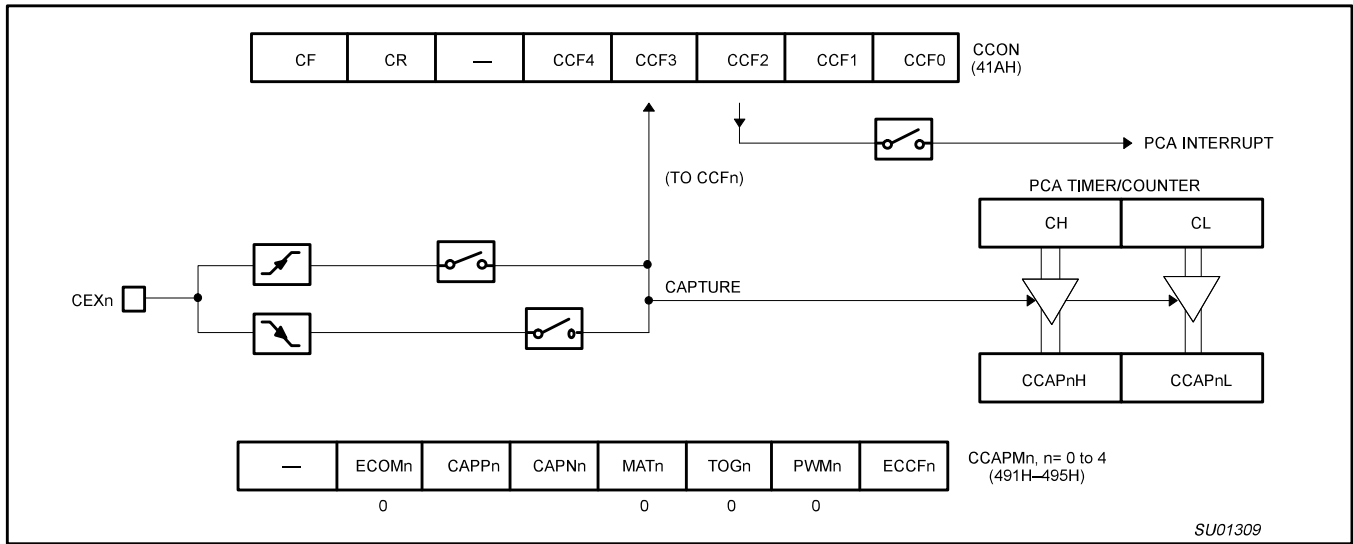 CF CR — CCF4 CCF3 CCF2 CCF1 CCF0
CCON
(41AH)
PCA INTERRUPT
(TO CCFn)
PCA TIMER/COUNTER
CH CL
CEXn
CAPTURE
CCAPnH CCAPnL
— ECOMn CAPPn CAPNn MATn TOGn PWMn ECCFn
CCAPMn, n= 0 to 4
(491H–495H)
0 0 0 0
SU01309